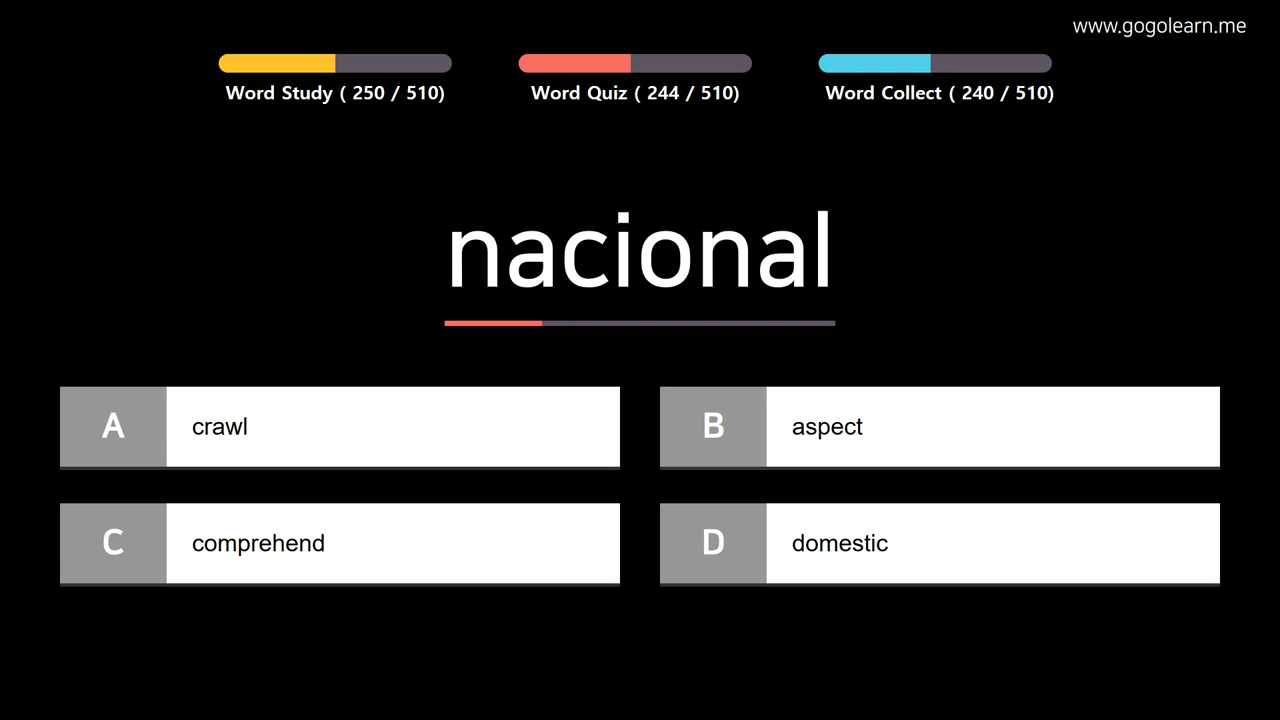 www.gogolearn.me
Word Study ( 250 / 510)
Word Quiz ( 244 / 510)
Word Collect ( 240 / 510)
nacional
A crawl
B aspect
C comprehend
D domestic